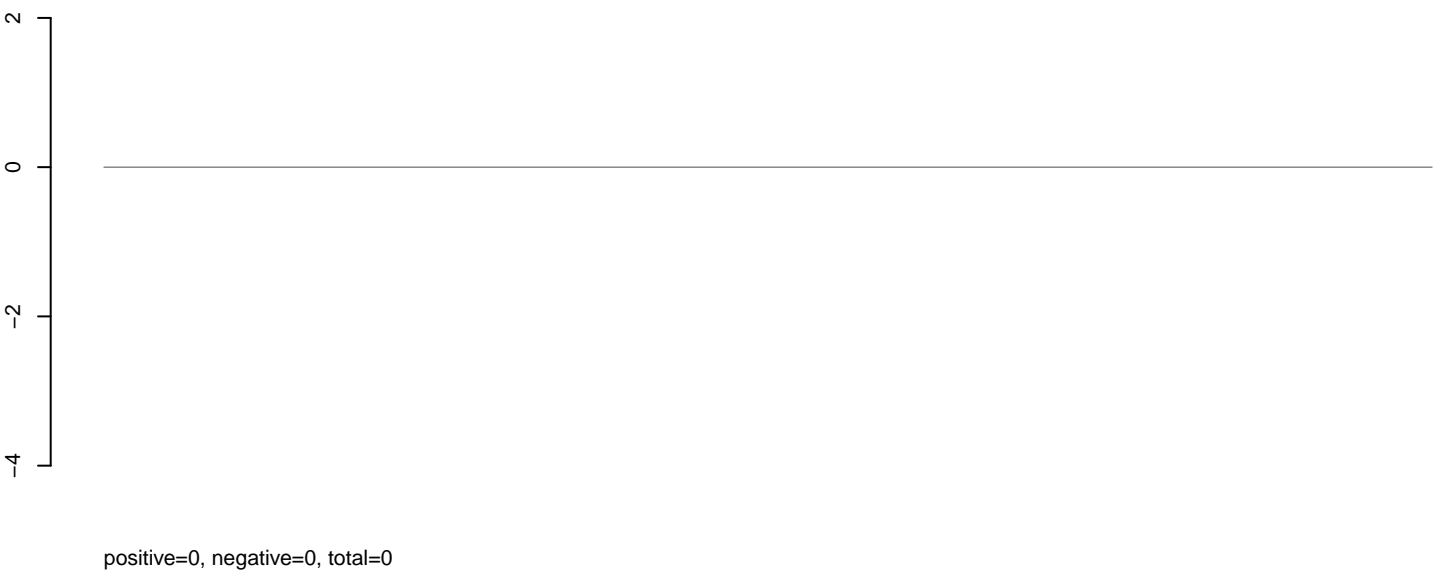 2
0
−2
−4
positive=0, negative=0, total=0